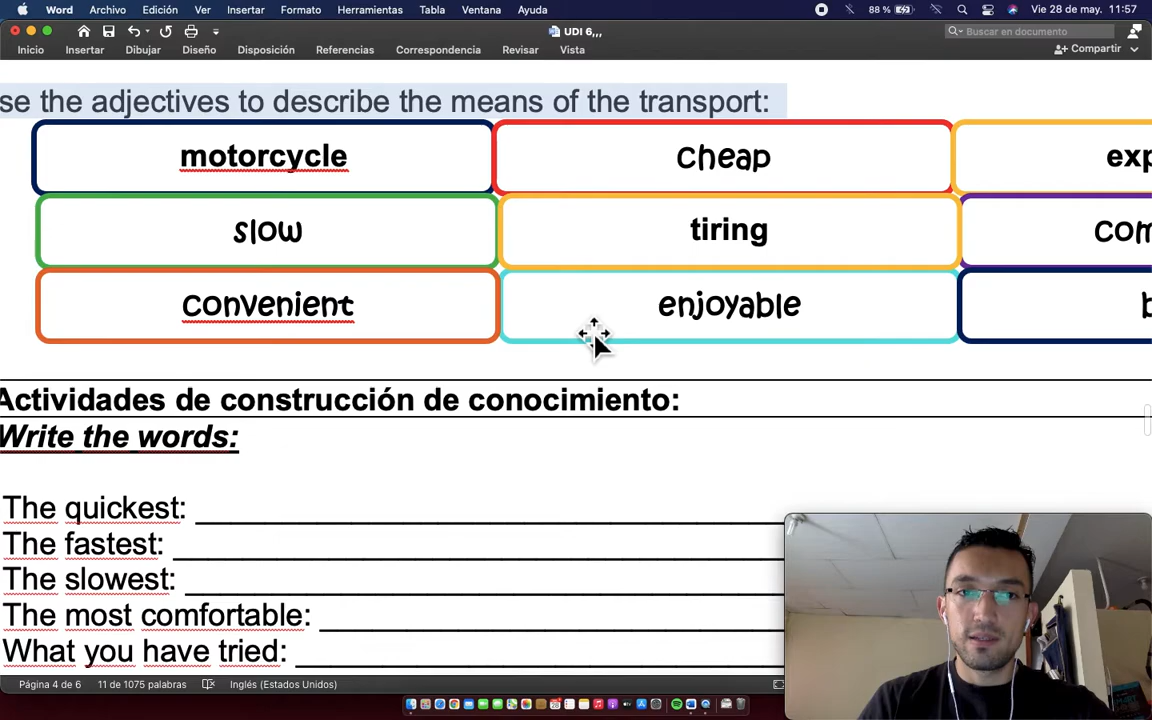 Word Archivo Edición Ver Insertar Formato Herramientas Tabla Ventana Ayuda 88 % Vie 28 de may. 11:57
UDI 6,,,
Buscar en documento
Inicio Insertar Dibujar Diseño Disposición Referencias Correspondencia Revisar Vista Compartir
se the adjectives to describe the means of the transport:
motorcycle cheap exp
slow tiring com
convenient enjoyable b
Actividades de construcción de conocimiento:
Write the words:
The quickest:
The fastest:
The slowest:
The most comfortable:
What you have tried:
Página 4 de 6 11 de 1075 palabras Inglés (Estados Unidos)